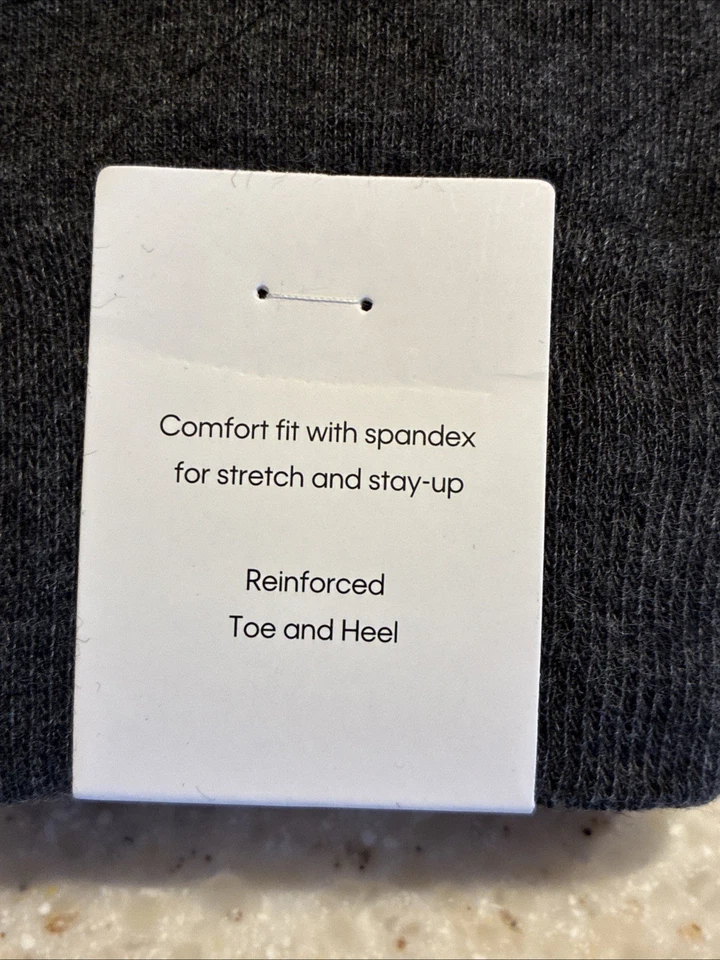 Comfort fit with spandex
for stretch and stay-up
Reinforced
Toe and Heel